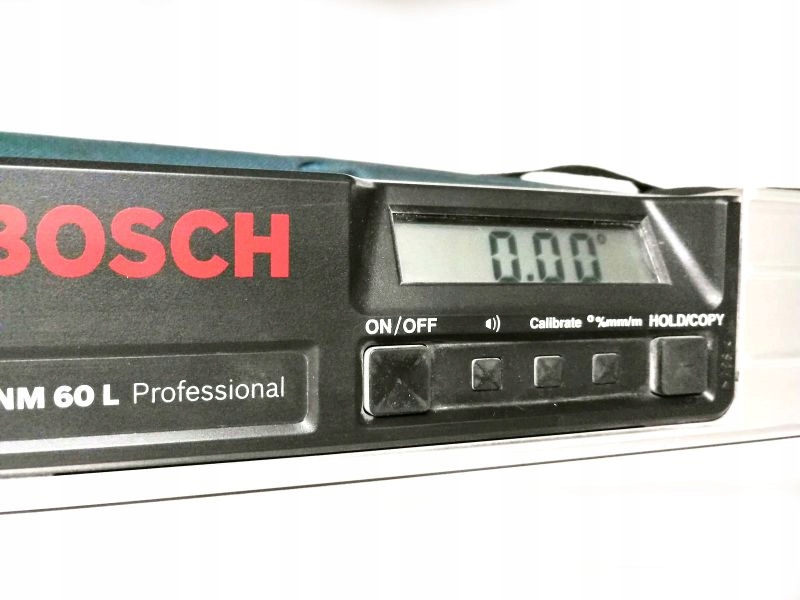 BOSCH
0.00°
ON/OFF Calibrate °%mm/m HOLD/COPY
NM 60 L Professional